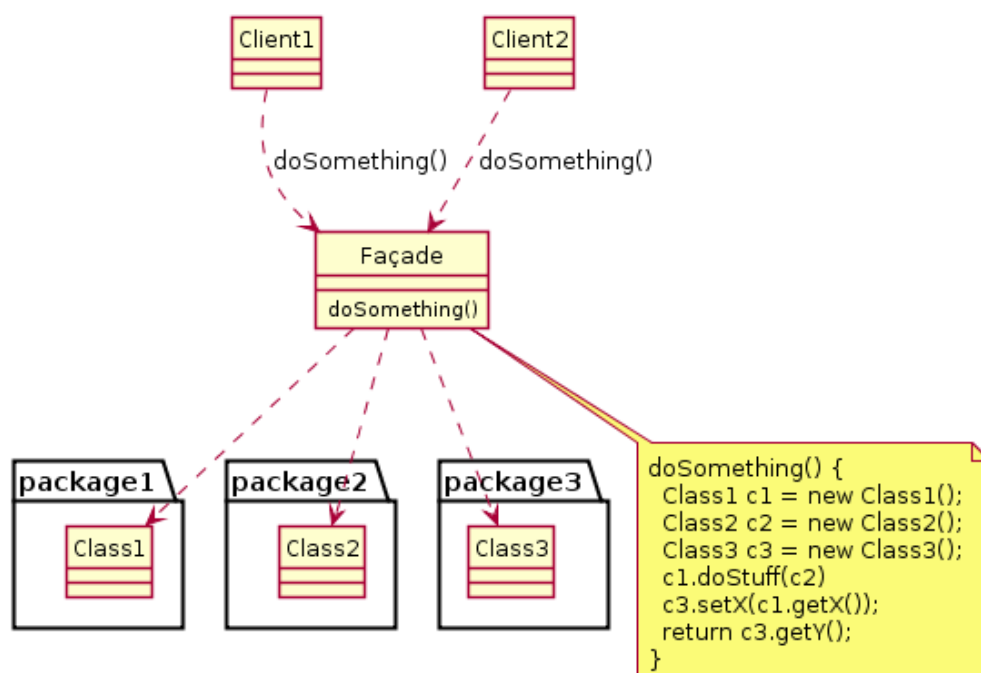 Client1
Client2
doSomething()
doSomething()
Façade
doSomething()
package1
package2
package3
Class1
Class2
Class3
doSomething() {
Class1 c1 = new Class1();
Class2 c2 = new Class2();
Class3 c3 = new Class3();
c1.doStuff(c2)
c3.setX(c1.getX());
return c3.getY();
}